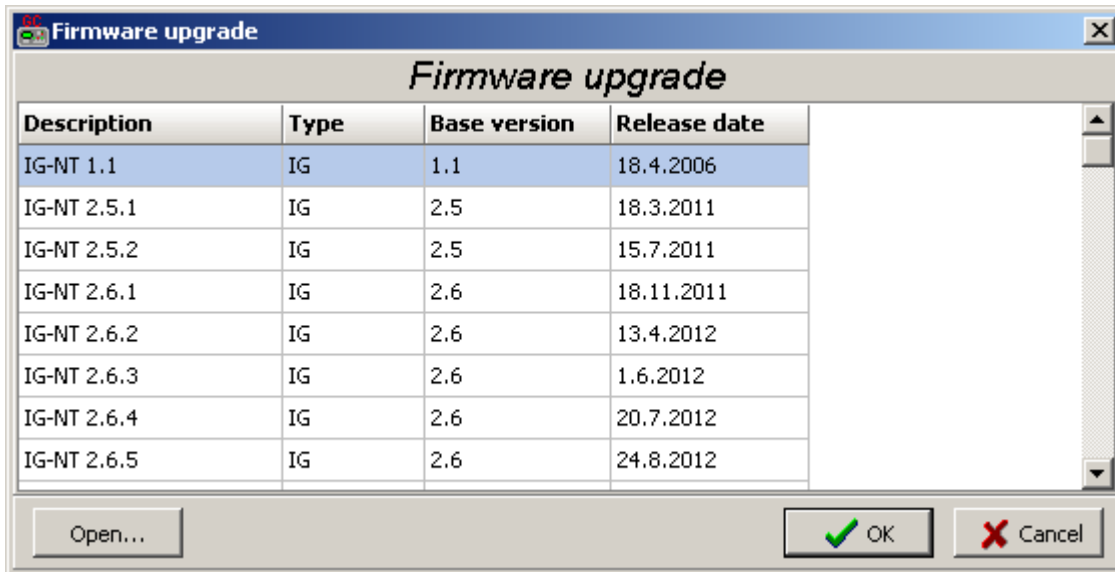 GC Firmware upgrade
Firmware upgrade
Description Type Base version Release date
IG-NT 1.1 IG 1.1 18.4.2006
IG-NT 2.5.1 IG 2.5 18.3.2011
IG-NT 2.5.2 IG 2.5 15.7.2011
IG-NT 2.6.1 IG 2.6 18.11.2011
IG-NT 2.6.2 IG 2.6 13.4.2012
IG-NT 2.6.3 IG 2.6 1.6.2012
IG-NT 2.6.4 IG 2.6 20.7.2012
IG-NT 2.6.5 IG 2.6 24.8.2012
Open... OK Cancel